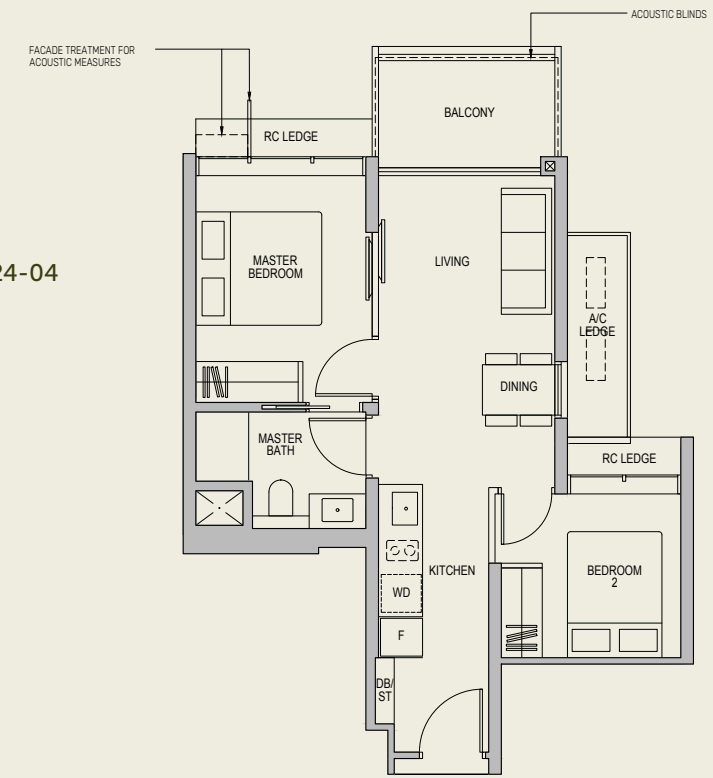 ACOUSTIC BLINDS
FACADE TREATMENT FOR
ACOUSTIC MEASURES
BALCONY
RC LEDGE
24-04
MASTER
BEDROOM
LIVING
A/C
LEDGE
DINING
MASTER
BATH
RC LEDGE
KITCHEN
BEDROOM
2
WD
F
DB/
ST